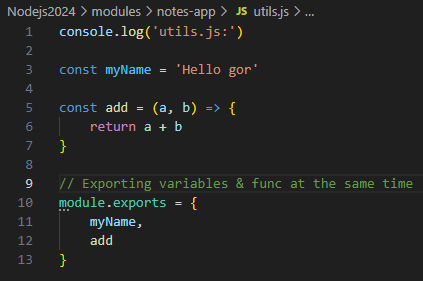 Nodejs2024 > modules > notes-app > JS utils.js > ...
1 console.log('utils.js:')
2
3 const myName = 'Hello gor'
4
5 const add = (a, b) => {
6     return a + b
7 }
8
9 // Exporting variables & func at the same time
10 module.exports = {
11     myName,
12     add
13 }